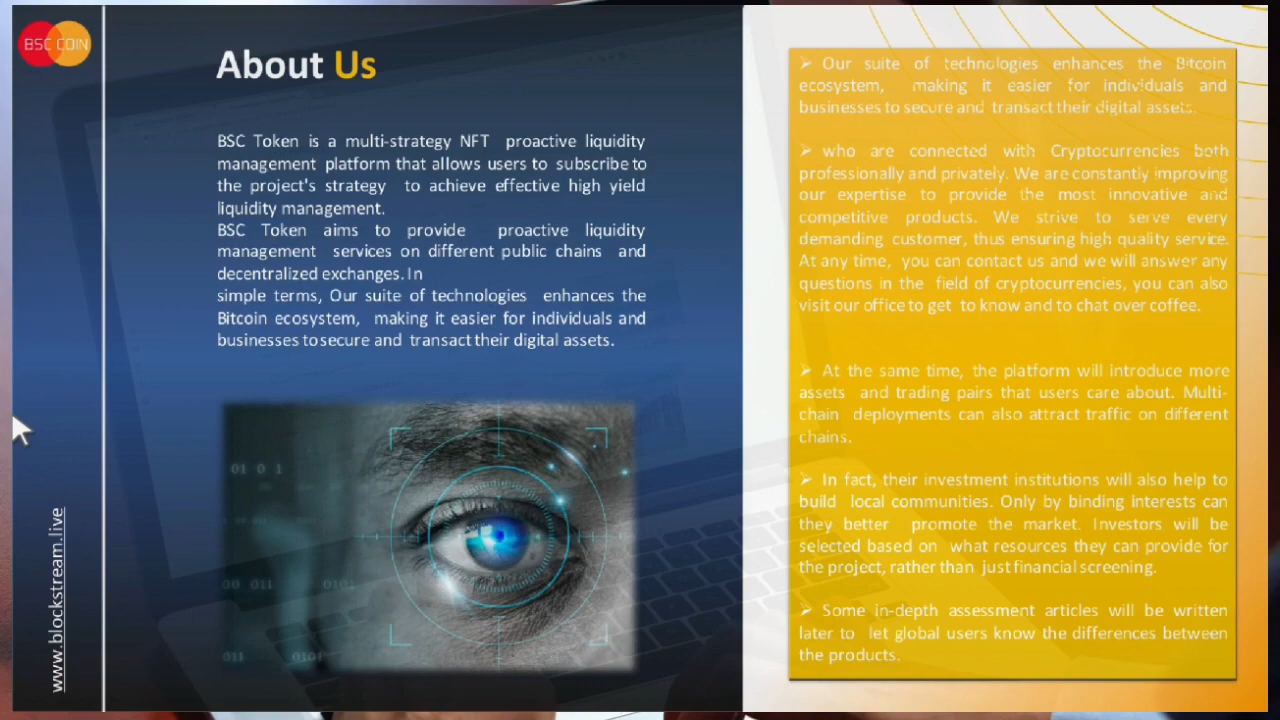 BSC COIN
About Us
BSC Token is a multi-strategy NFT proactive liquidity
management platform that allows users to subscribe to
the project's strategy to achieve effective high yield
liquidity management.
BSC Token aims to provide proactive liquidity
management services on different public chains and
decentralized exchanges. In
simple terms, Our suite of technologies enhances the
Bitcoin ecosystem, making it easier for individuals and
businesses to secure and transact their digital assets.
01 0 1
00 011 0101
011 0101
www.blockstream.live
➢ Our suite of technologies enhances the Bitcoin
ecosystem, making it easier for individuals and
businesses to secure and transact their digital assets.
➢ who are connected with Cryptocurrencies both
professionally and privately. We are constantly improving
our expertise to provide the most innovative and
competitive products. We strive to serve every
demanding customer, thus ensuring high quality service.
At any time, you can contact us and we will answer any
questions in the field of cryptocurrencies, you can also
visit our office to get to know and to chat over coffee.
➢ At the same time, the platform will introduce more
assets and trading pairs that users care about. Multi-
chain deployments can also attract traffic on different
chains.
➢ In fact, their investment institutions will also help to
build local communities. Only by binding interests can
they better promote the market. Investors will be
selected based on what resources they can provide for
the project, rather than just financial screening.
➢ Some in-depth assessment articles will be written
later to let global users know the differences between
the products.